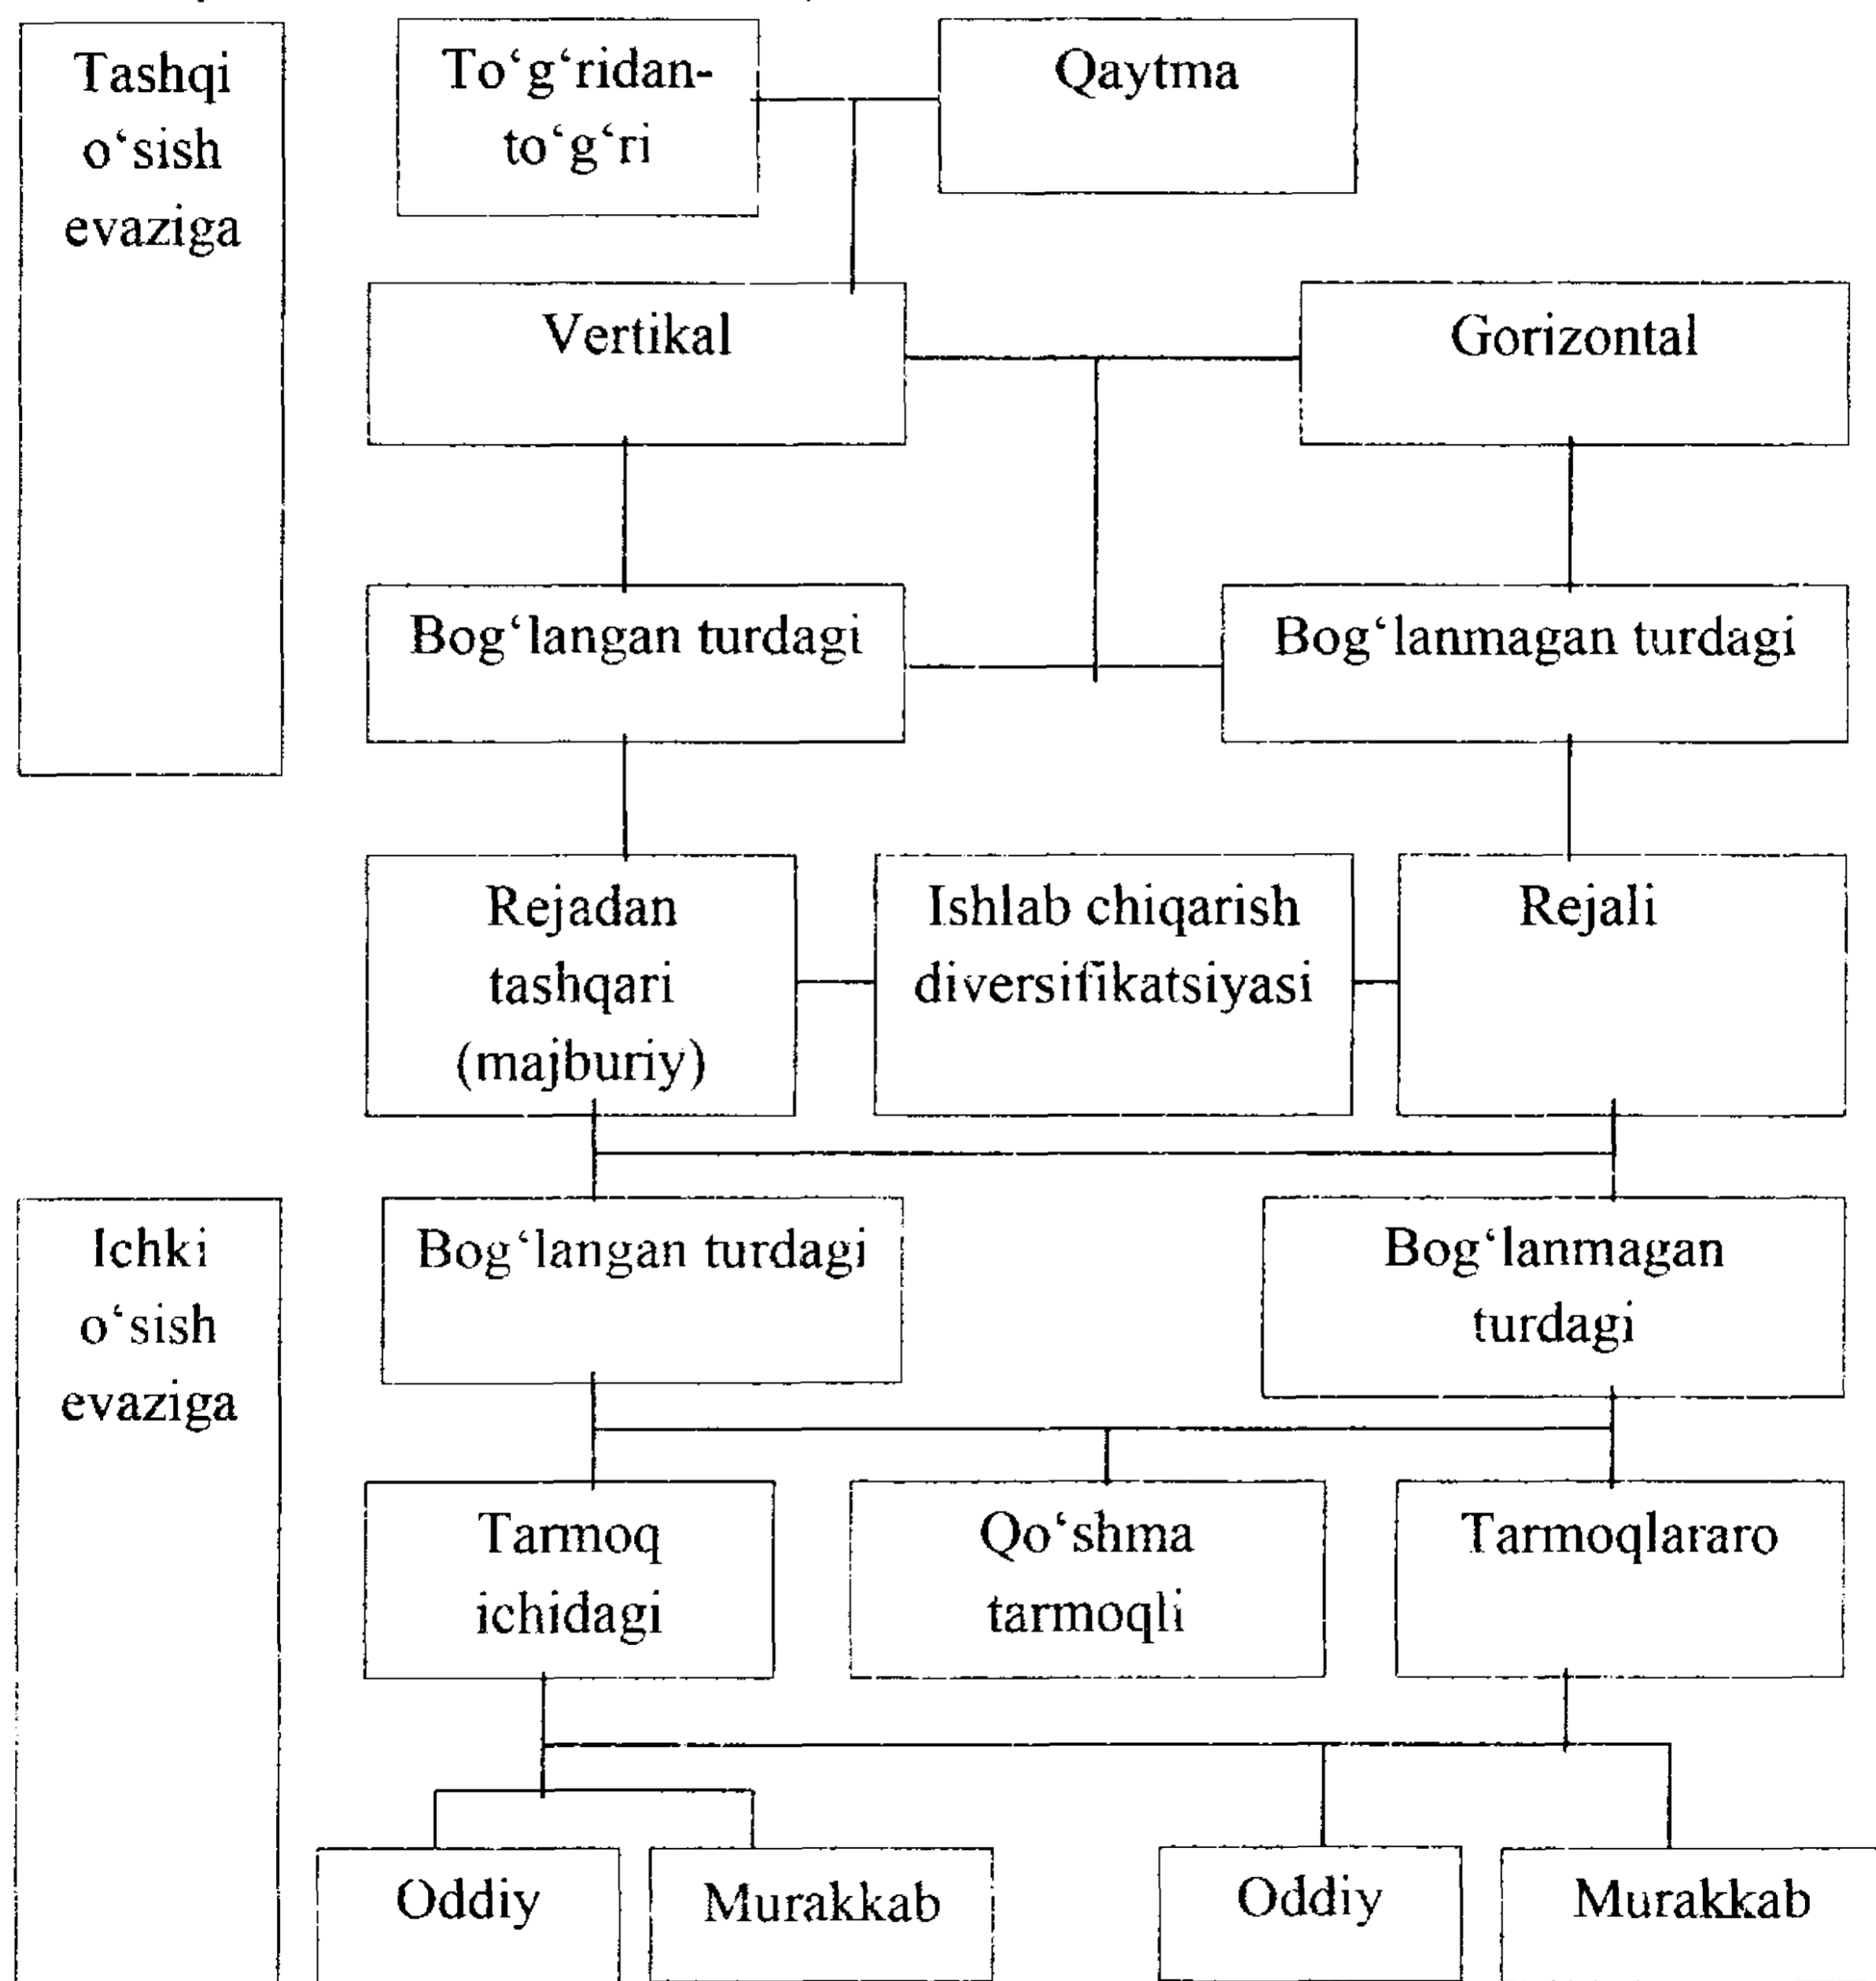 Tashqi
o‘sish
evaziga
To‘g‘ridan-
to‘g‘ri
Qaytma
Vertikal
Gorizontal
Bog‘langan turdagi
Bog‘lanmagan turdagi
Rejadan
tashqari
(majburiy)
Ishlab chiqarish
diversifikatsiyasi
Rejali
Ichki
o‘sish
evaziga
Bog‘langan turdagi
Bog‘lanmagan
turdagi
Tarmoq
ichidagi
Qo‘shma
tarmoqli
Tarmoqlararo
Oddiy
Murakkab
Oddiy
Murakkab